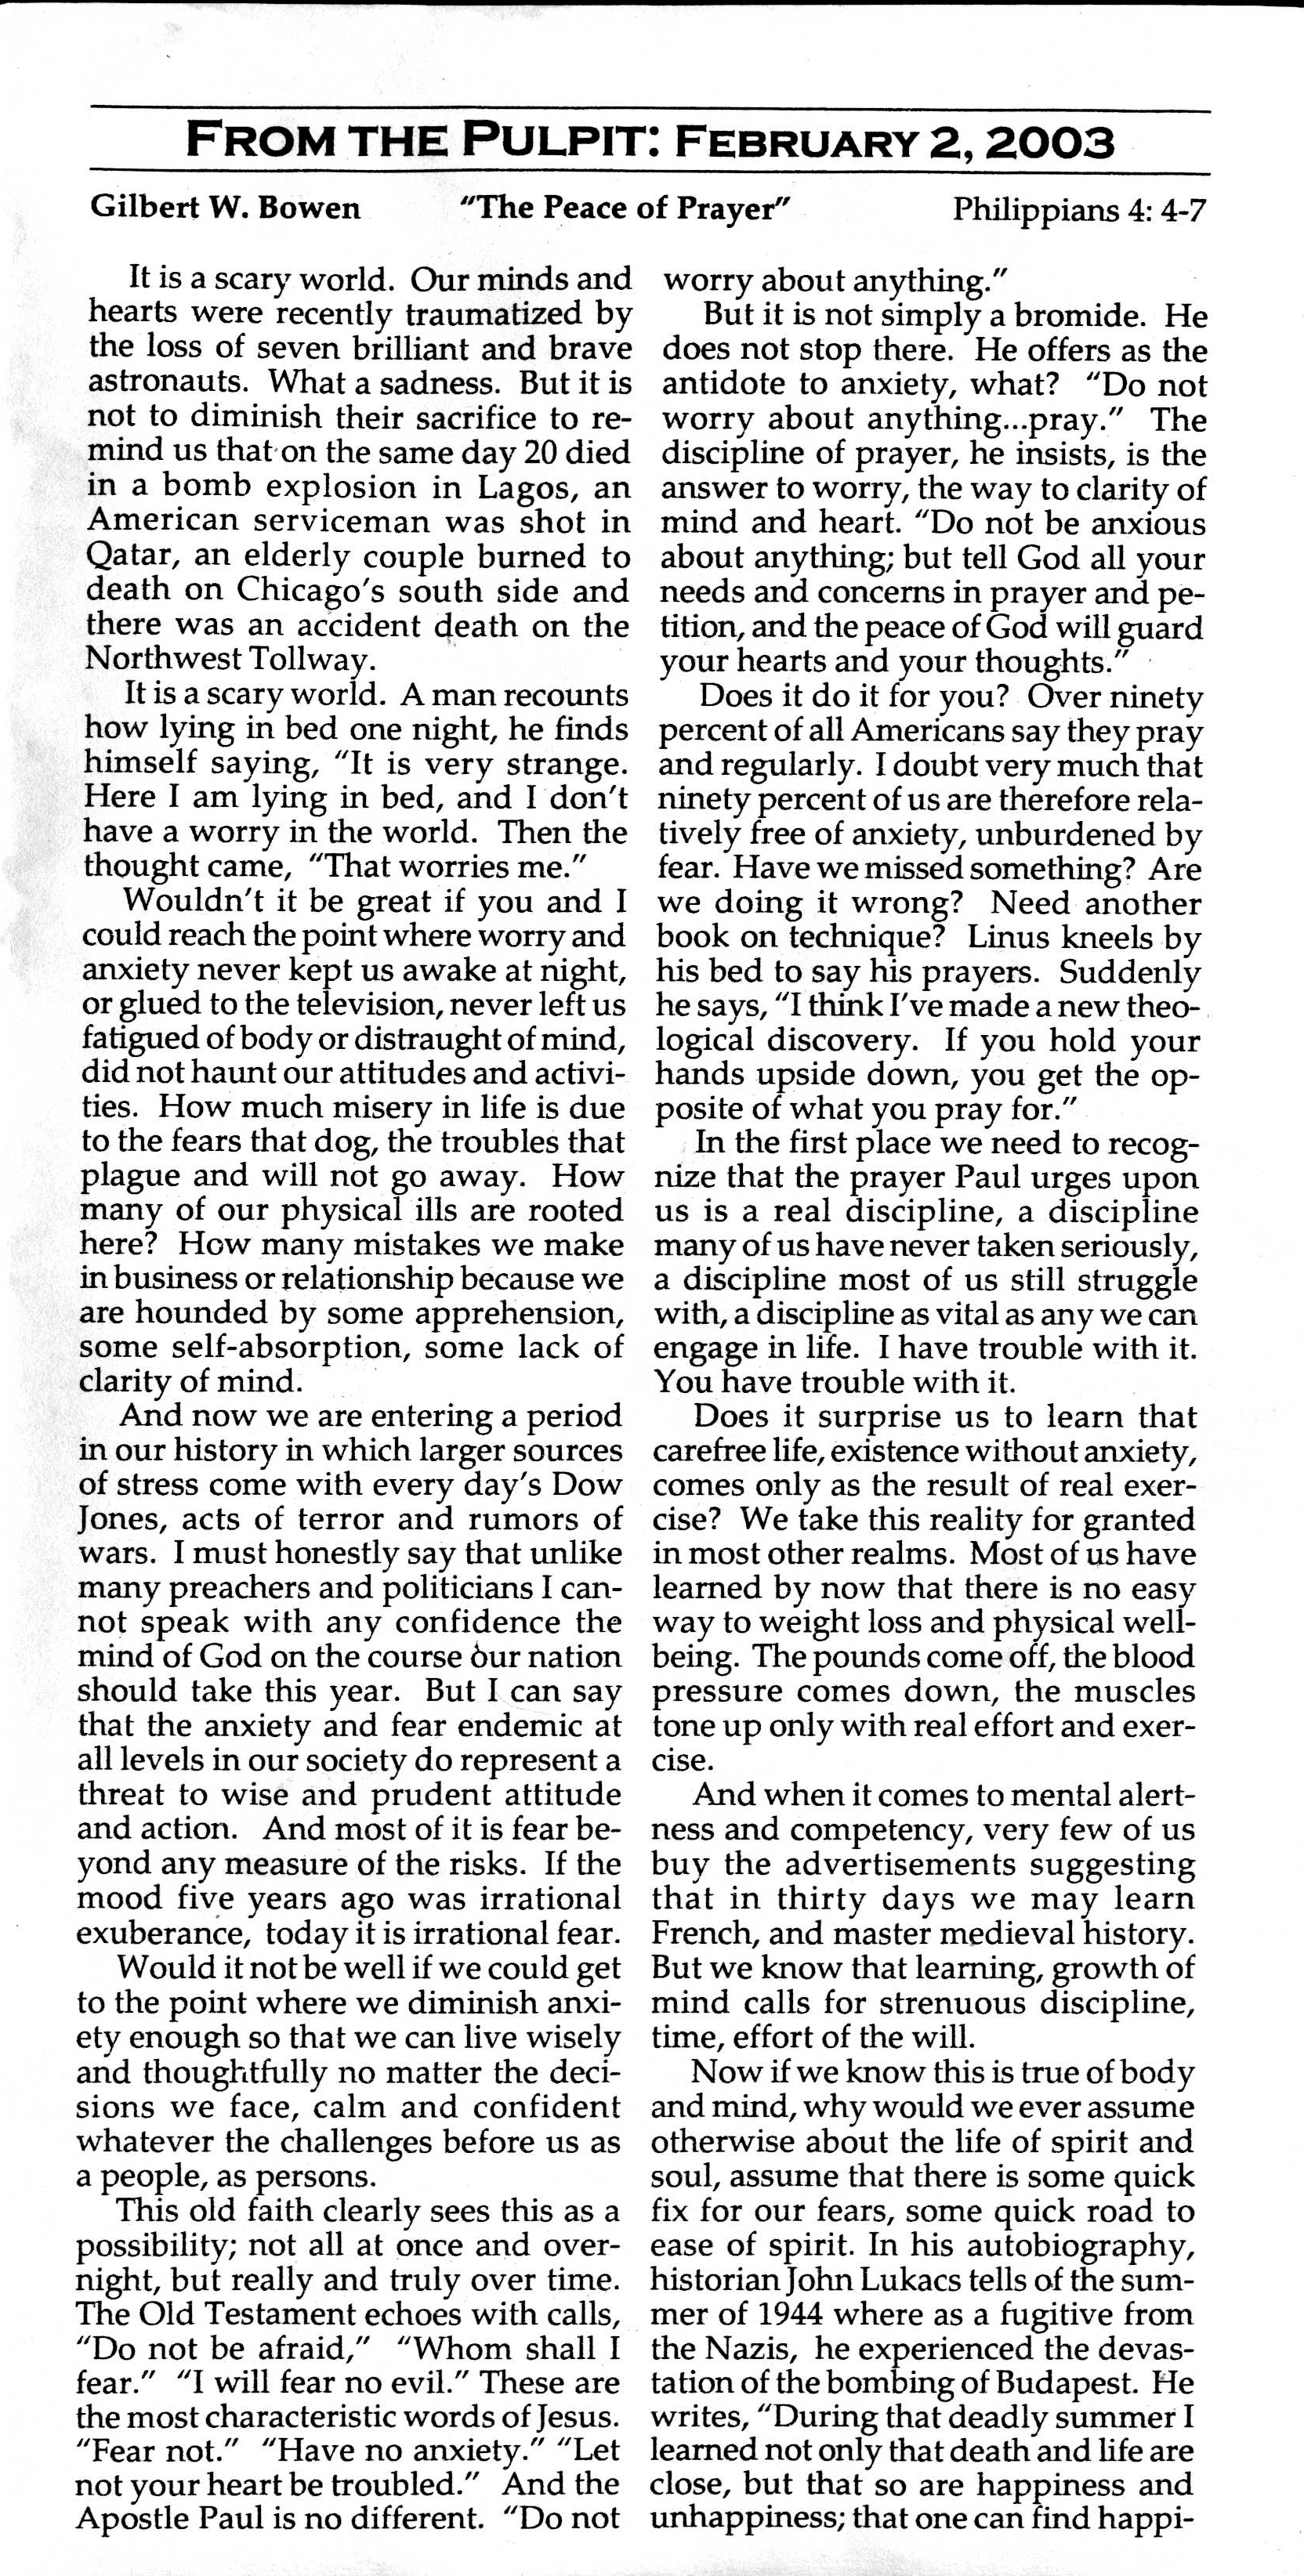 FROM THE PULPIT: FEBRUARY 2, 2003
Gilbert W. Bowen "The Peace of Prayer" Philippians 4: 4-7
It is a scary world. Our minds and
hearts were recently traumatized by
the loss of seven brilliant and brave
astronauts. What a sadness. But it is
not to diminish their sacrifice to re-
mind us that on the same day 20 died
in a bomb explosion in Lagos, an
American serviceman was shot in
Qatar, an elderly couple burned to
death on Chicago's south side and
there was an accident death on the
Northwest Tollway.
It is a scary world. A man recounts
how lying in bed one night, he finds
himself saying, "It is very strange.
Here I am lying in bed, and I don't
have a worry in the world. Then the
thought came, "That worries me."
Wouldn't it be great if you and I
could reach the point where worry and
anxiety never kept us awake at night,
or glued to the television, never left us
fatigued of body or distraught of mind,
did not haunt our attitudes and activi-
ties. How much misery in life is due
to the fears that dog, the troubles that
plague and will not go away. How
many of our physical ills are rooted
here? How many mistakes we make
in business or relationship because we
are hounded by some apprehension,
some self-absorption, some lack of
clarity of mind.
And now we are entering a period
in our history in which larger sources
of stress come with every day's Dow
Jones, acts of terror and rumors of
wars. I must honestly say that unlike
many preachers and politicians I can-
not speak with any confidence the
mind of God on the course our nation
should take this year. But I can say
that the anxiety and fear endemic at
all levels in our society do represent a
threat to wise and prudent attitude
and action. And most of it is fear be-
yond any measure of the risks. If the
mood five years ago was irrational
exuberance, today it is irrational fear.
Would it not be well if we could get
to the point where we diminish anxi-
ety enough so that we can live wisely
and thoughtfully no matter the deci-
sions we face, calm and confident
whatever the challenges before us as
a people, as persons.
This old faith clearly sees this as a
possibility; not all at once and over-
night, but really and truly over time.
The Old Testament echoes with calls,
"Do not be afraid," "Whom shall I
fear." "I will fear no evil." These are
the most characteristic words of Jesus.
"Fear not." "Have no anxiety." "Let
not your heart be troubled." And the
Apostle Paul is no different. "Do not
worry about anything."
But it is not simply a bromide. He
does not stop there. He offers as the
antidote to anxiety, what? "Do not
worry about anything...pray." The
discipline of prayer, he insists, is the
answer to worry, the way to clarity of
mind and heart. "Do not be anxious
about anything; but tell God all your
needs and concerns in prayer and pe-
tition, and the peace of God will guard
your hearts and your thoughts."
Does it do it for you? Over ninety
percent of all Americans say they pray
and regularly. I doubt very much that
ninety percent of us are therefore rela-
tively free of anxiety, unburdened by
fear. Have we missed something? Are
we doing it wrong? Need another
book on technique? Linus kneels by
his bed to say his prayers. Suddenly
he says, "I think I've made a new theo-
logical discovery. If you hold your
hands upside down, you get the op-
posite of what you pray for."
In the first place we need to recog-
nize that the prayer Paul urges upon
us is a real discipline, a discipline
many of us have never taken seriously,
a discipline most of us still struggle
with, a discipline as vital as any we can
engage in life. I have trouble with it.
You have trouble with it.
Does it surprise us to learn that
carefree life, existence without anxiety,
comes only as the result of real exer-
cise? We take this reality for granted
in most other realms. Most of us have
learned by now that there is no easy
way to weight loss and physical well-
being. The pounds come off, the blood
pressure comes down, the muscles
tone up only with real effort and exer-
cise.
And when it comes to mental alert-
ness and competency, very few of us
buy the advertisements suggesting
that in thirty days we may learn
French, and master medieval history.
But we know that learning, growth of
mind calls for strenuous discipline,
time, effort of the will.
Now if we know this is true of body
and mind, why would we ever assume
otherwise about the life of spirit and
soul, assume that there is some quick
fix for our fears, some quick road to
ease of spirit. In his autobiography,
historian John Lukacs tells of the sum-
mer of 1944 where as a fugitive from
the Nazis, he experienced the devas-
tation of the bombing of Budapest. He
writes, "During that deadly summer I
learned not only that death and life are
close, but that so are happiness and
unhappiness; that one can find happi-